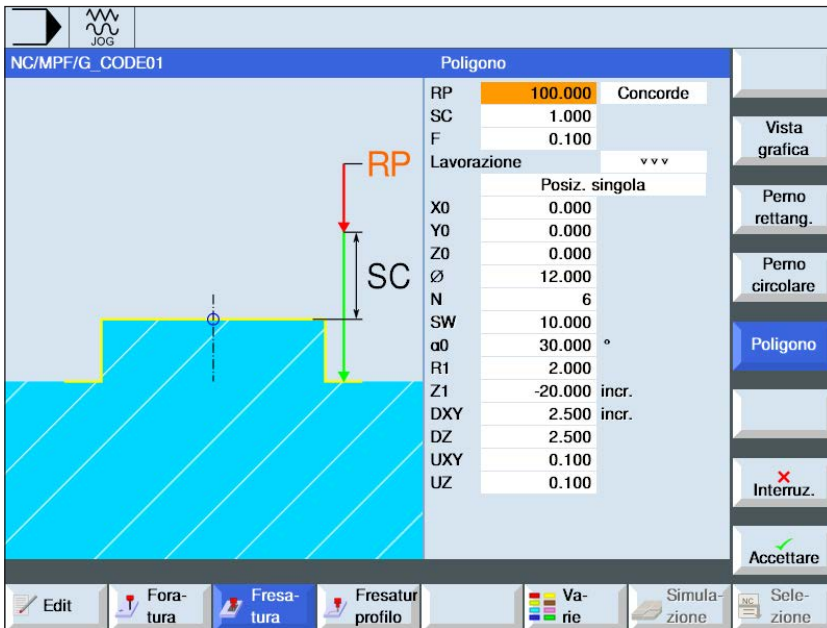 JOG
NC/MPF/G_CODE01
Poligono
RP
SC
RP 100.000 Concorde
SC 1.000
F 0.100
Lavorazione ˅˅˅
Posiz. singola
X0 0.000
Y0 0.000
Z0 0.000
Ø 12.000
N 6
SW 10.000
α0 30.000 °
R1 2.000
Z1 -20.000 incr.
DXY 2.500 incr.
DZ 2.500
UXY 0.100
UZ 0.100
Vista
grafica
Perno
rettang.
Perno
circolare
Poligono
Interruz.
Accettare
Edit
Fora-
tura
Fresa-
tura
Fresatur
profilo
Va-
rie
Simula-
zione
NC
Sele-
zione